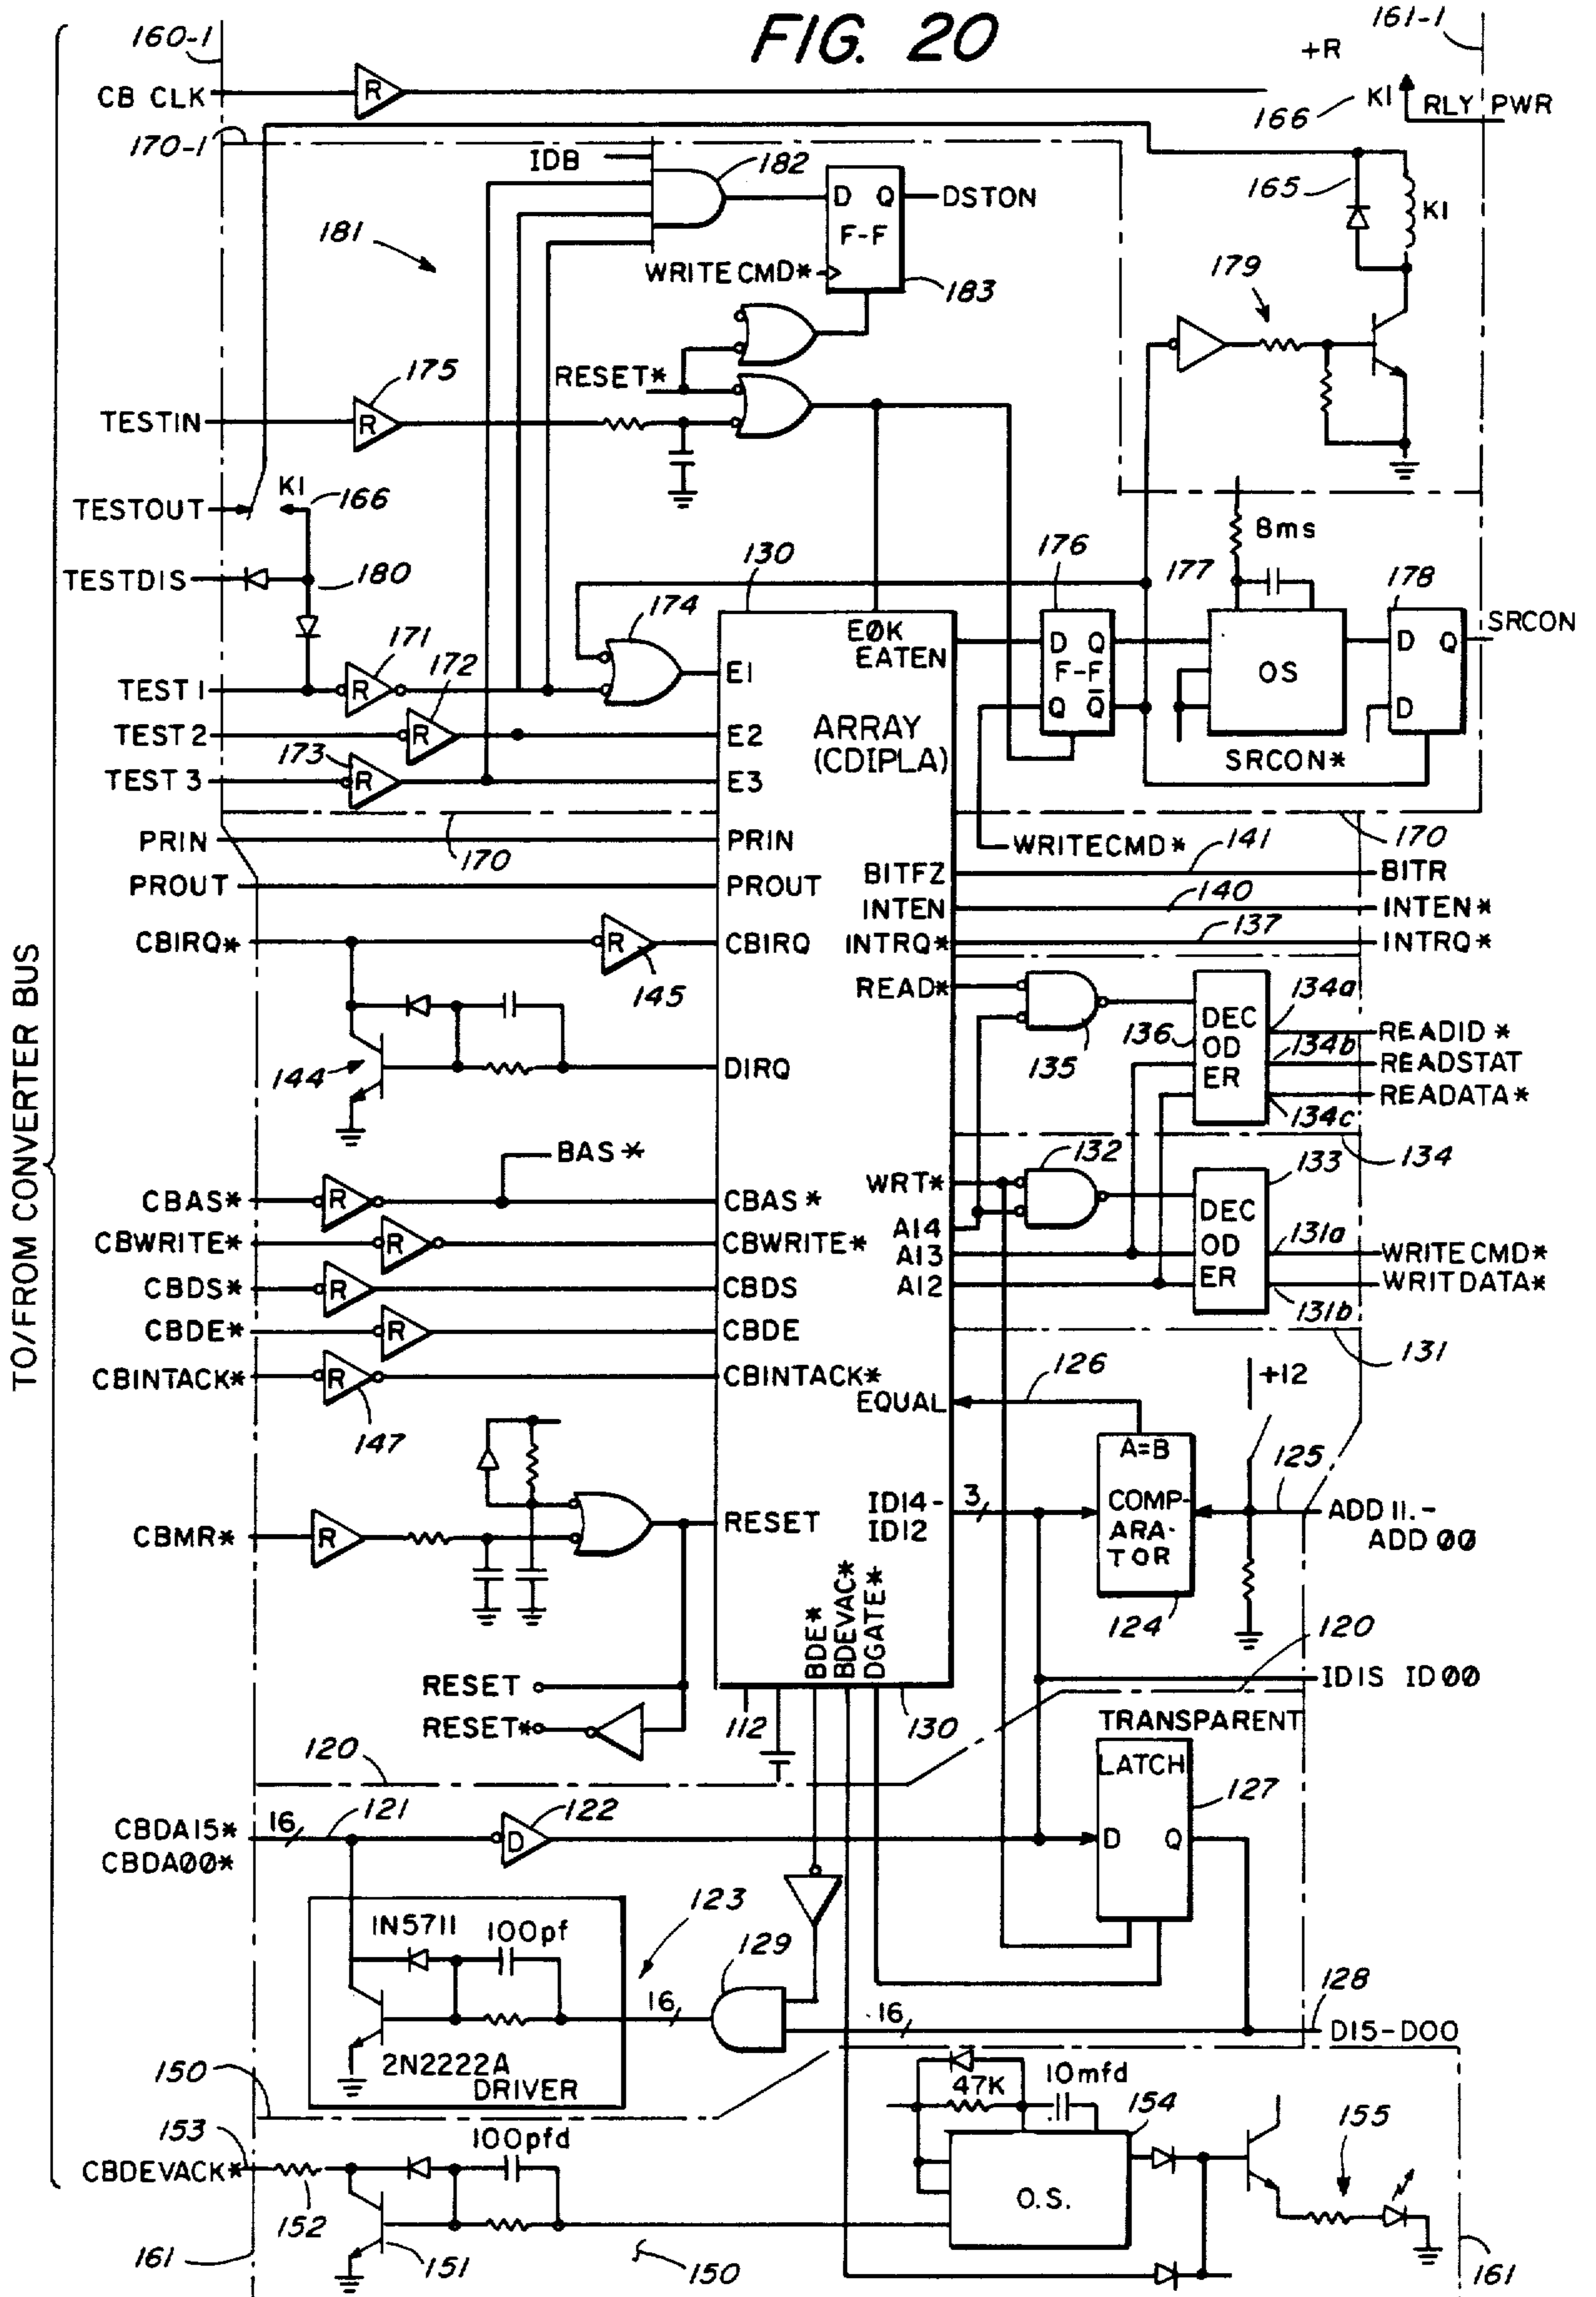 FIG. 20
160-1
161-1
+R
CB CLK
R
K1
166
RLY PWR
170-1
IDB
182
165
K1
D Q
DSTON
F-F
181
WRITECMD*
183
179
175
RESET*
TESTIN
R
K1
166
TESTOUT
8ms
TESTDIS
180
130
176
177
178
174
E0K
EATEN
D Q
F-F
Q Q
OS
D Q
D
SRCON
171
172
TEST 1
R
E1
TEST 2
R
E2
ARRAY
(CDIPLA)
173
TEST 3
R
E3
SRCON*
170
170
PRIN
PRIN
WRITECMD*
141
PROUT
PROUT
BITFZ
BITR
INTEN
140
INTEN*
CBIRQ*
R
CBIRQ
INTRQ*
137
INTRQ*
145
READ*
DEC
OD
ER
134a
136
READID*
134b
READSTAT
135
144
DIRQ
READATA*
134c
BAS*
132
134
WRT*
133
CBAS*
R
CBAS*
A14
DEC
OD
ER
CBWRITE*
R
CBWRITE*
A13
131a
WRITECMD*
CBDS*
R
CBDS
A12
WRITDATA*
131b
CBDE*
R
CBDE
131
CBINTACK*
R
CBINTACK*
126
+12
EQUAL
147
A=B
125
ID14-
ID12
3
COMP-
ARA-
TOR
ADD 11.-
ADD 00
CBMR*
R
RESET
BDE*
BDEVAC*
DGATE*
124
120
RESET
ID1S ID00
RESET*
112
130
TRANSPARENT
LATCH
120
127
CBDA15*
CBDA00*
16
121
122
D
D Q
123
1N5711
100pf
129
128
16
16
D15-D00
2N2222A
DRIVER
150
47K
10mfd
154
155
153
100pfd
CBDEVACK*
O.S.
152
151
150
161
161
TO/FROM CONVERTER BUS